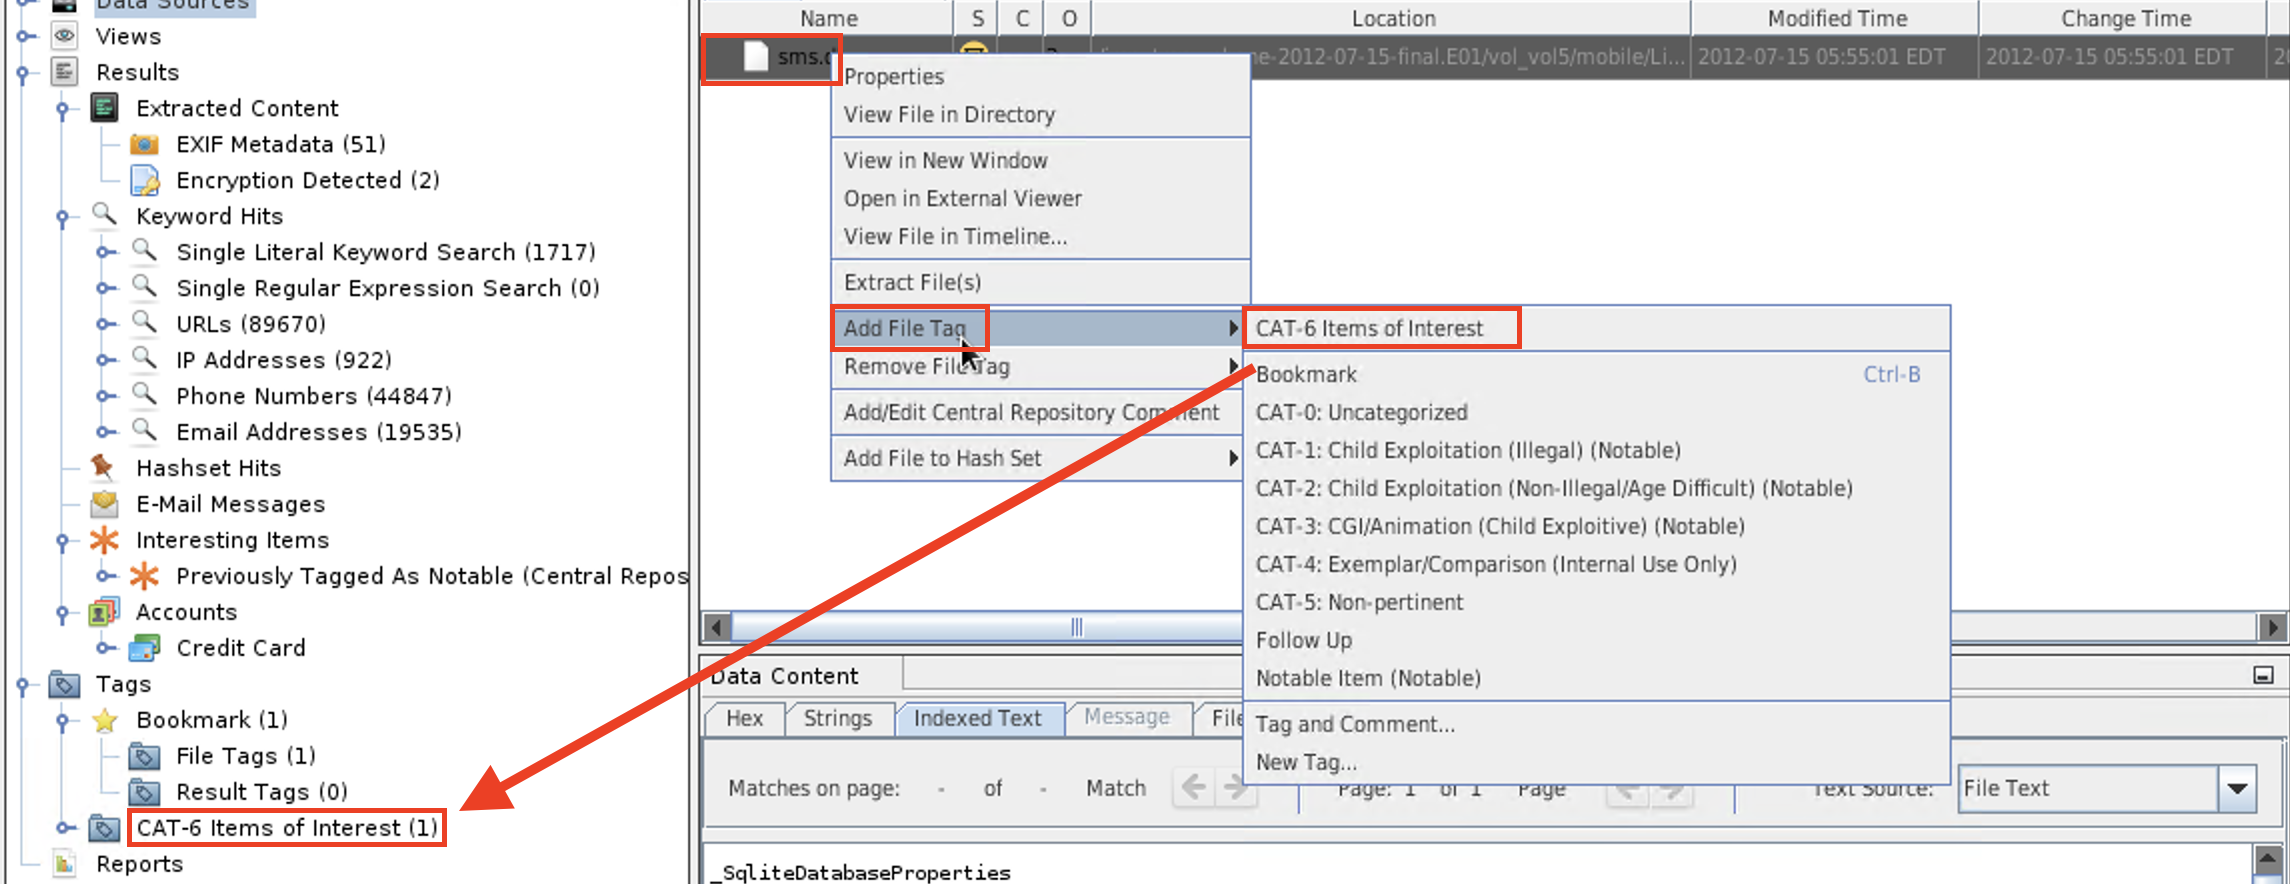 Data Sources
Views
Results
Extracted Content
EXIF Metadata (51)
Encryption Detected (2)
Keyword Hits
Single Literal Keyword Search (1717)
Single Regular Expression Search (0)
URLs (89670)
IP Addresses (922)
Phone Numbers (44847)
Email Addresses (19535)
Hashset Hits
E-Mail Messages
Interesting Items
Previously Tagged As Notable (Central Repos
Accounts
Credit Card
Tags
Bookmark (1)
File Tags (1)
Result Tags (0)
CAT-6 Items of Interest (1)
Reports
Name S C O Location Modified Time Change Time
sms. ne-2012-07-15-final.E01/vol_vol5/mobile/Li... 2012-07-15 05:55:01 EDT 2012-07-15 05:55:01 EDT
Properties
View File in Directory
View in New Window
Open in External Viewer
View File in Timeline...
Extract File(s)
Add File Tag
Remove File Tag
Add/Edit Central Repository Comment
Add File to Hash Set
CAT-6 Items of Interest
Bookmark Ctrl-B
CAT-0: Uncategorized
CAT-1: Child Exploitation (Illegal) (Notable)
CAT-2: Child Exploitation (Non-Illegal/Age Difficult) (Notable)
CAT-3: CGI/Animation (Child Exploitive) (Notable)
CAT-4: Exemplar/Comparison (Internal Use Only)
CAT-5: Non-pertinent
Follow Up
Notable Item (Notable)
Tag and Comment...
New Tag...
Data Content
Hex Strings Indexed Text Message File
Matches on page: - of - Match Page: 1 of 1 Page Text Source: File Text
_SqliteDatabaseProperties